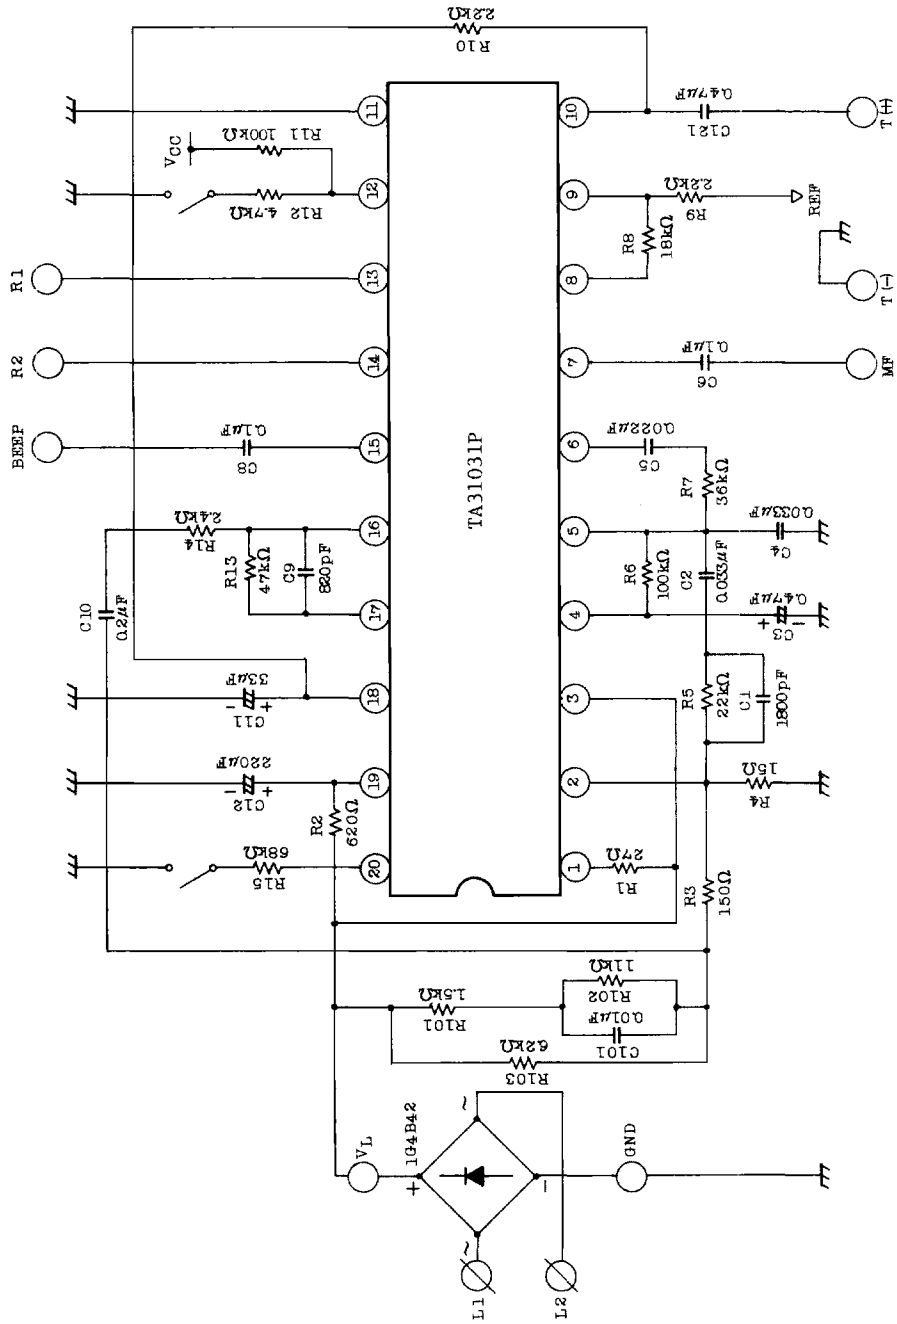 2.2kΩ
R10
11
10
0.47µF
C121
T(+)
VCC
100kΩ
R11
4.7kΩ
R12
12
9
2.2kΩ
R9
REF
R8
18kΩ
R1
13
8
T(-)
R2
14
7
0.1µF
C6
MF
BEEP
0.1µF
C8
15
TA31031P
6
0.022µF
C5
R7
36kΩ
2.4kΩ
R14
16
5
0.033µF
C4
R13
47kΩ
C9
820pF
R6
100kΩ
C2
0.033µF
C10
0.2µF
17
4
0.47µF
C3
+
-
33µF
C11
-
+
18
3
R5
22kΩ
C1
1800pF
220µF
C12
-
+
19
2
15Ω
R4
R2
620Ω
68kΩ
R15
20
1
27Ω
R1
R3
150Ω
1.5kΩ
R101
11kΩ
R102
0.01µF
C101
6.2kΩ
R103
VL
1G4B42
+
~
~
-
GND
L1
L2